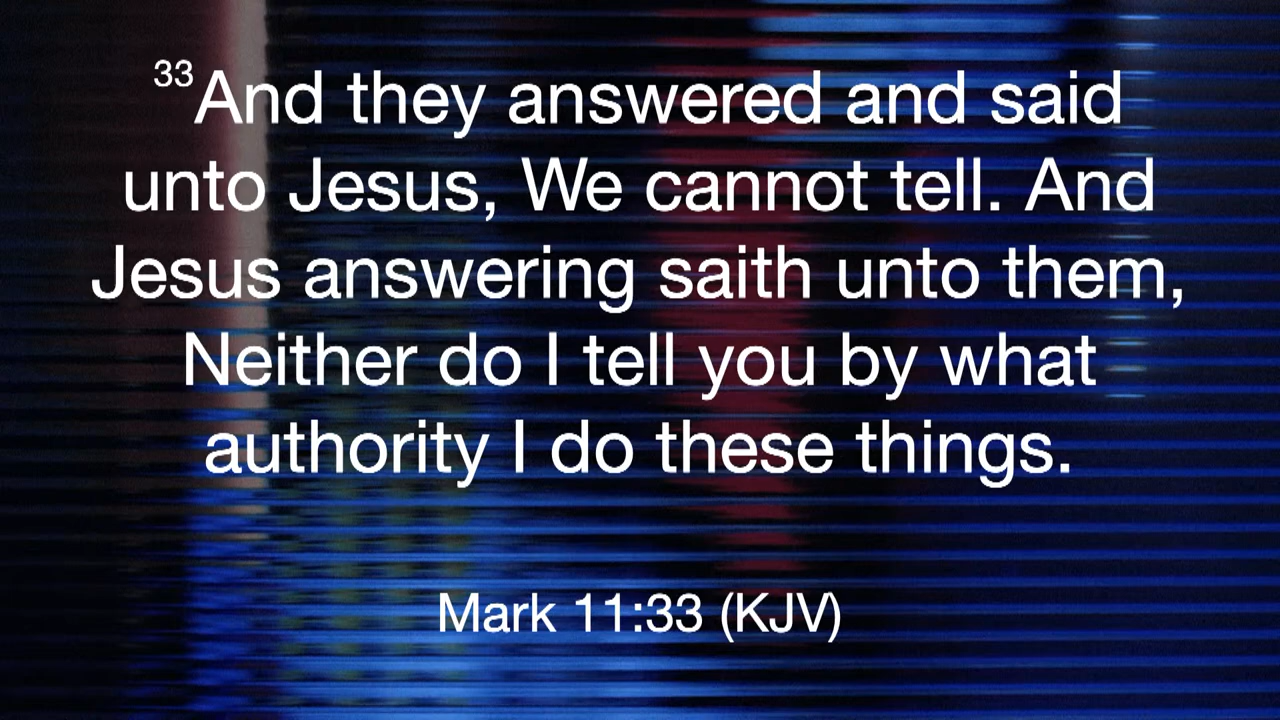 33And they answered and said
unto Jesus, We cannot tell. And
Jesus answering saith unto them,
Neither do I tell you by what
authority I do these things.
Mark 11:33 (KJV)